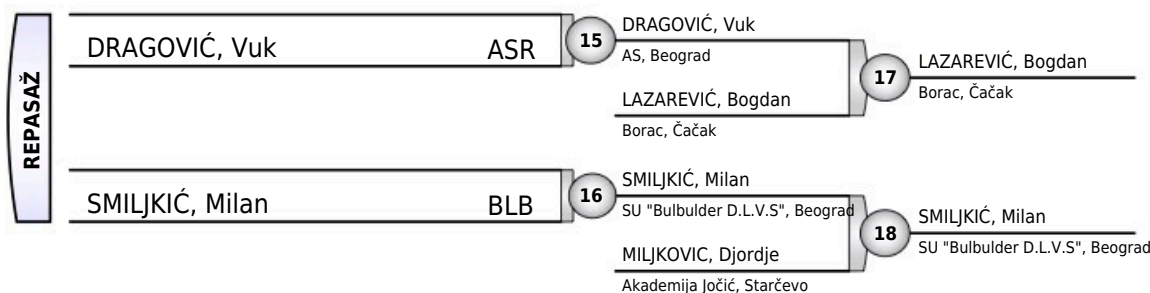 REPASAŽ
DRAGOVIĆ, Vuk ASR
15
DRAGOVIĆ, Vuk
AS, Beograd
LAZAREVIĆ, Bogdan
Borac, Čačak
17
LAZAREVIĆ, Bogdan
Borac, Čačak
SMILJKIĆ, Milan BLB
16
SMILJKIĆ, Milan
SU "Bulbulder D.L.V.S", Beograd
MILJKOVIC, Djordje
Akademija Jočić, Starčevo
18
SMILJKIĆ, Milan
SU "Bulbulder D.L.V.S", Beograd